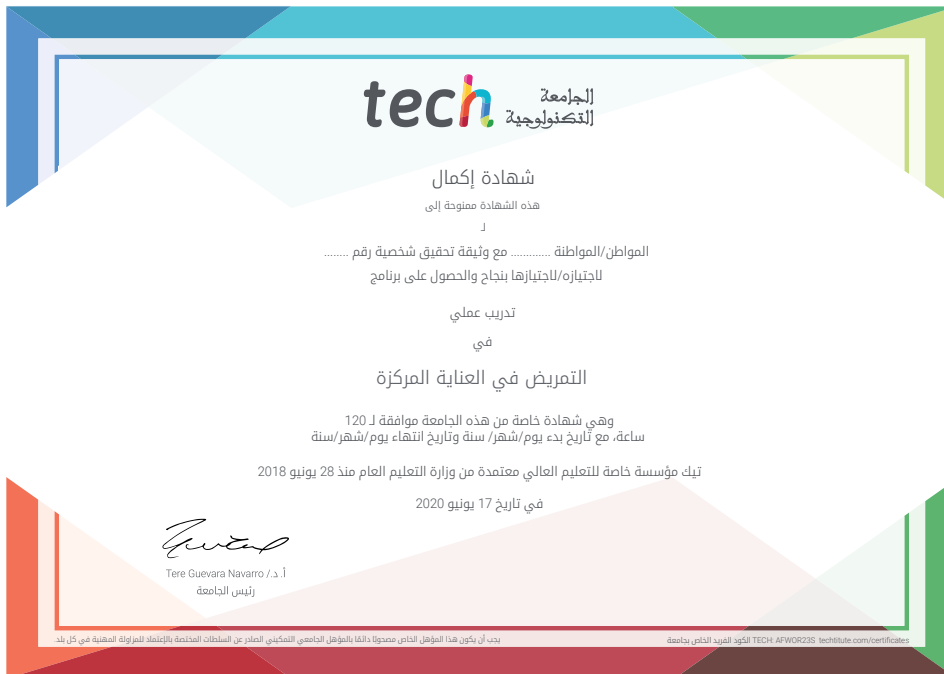 tech الجامعة
التكنولوجية
شهادة إكمال
هذه الشهادة ممنوحة إلى
لـ
المواطن/المواطنة ............. مع وثيقة تحقيق شخصية رقم ........
لاجتيازه/لاجتيازها بنجاح والحصول على برنامج
تدريب عملي
في
التمريض في العناية المركزة
وهي شهادة خاصة من هذه الجامعة موافقة لـ 120
ساعة، مع تاريخ بدء يوم/شهر/ سنة وتاريخ انتهاء يوم/شهر/سنة
تيك مؤسسة خاصة للتعليم العالي معتمدة من وزارة التعليم العام منذ 28 يونيو 2018
في تاريخ 17 يونيو 2020
أ. د./ Tere Guevara Navarro
رئيس الجامعة
الكود الفريد الخاص بجامعة TECH: AFWOR23S techtitute.com/certificates
يجب أن يكون هذا المؤهل الخاص مصحوبًا دائمًا بالمؤهل الجامعي التمكيني الصادر عن السلطات المختصة بالإعتماد للمزاولة المهنية في كل بلد.